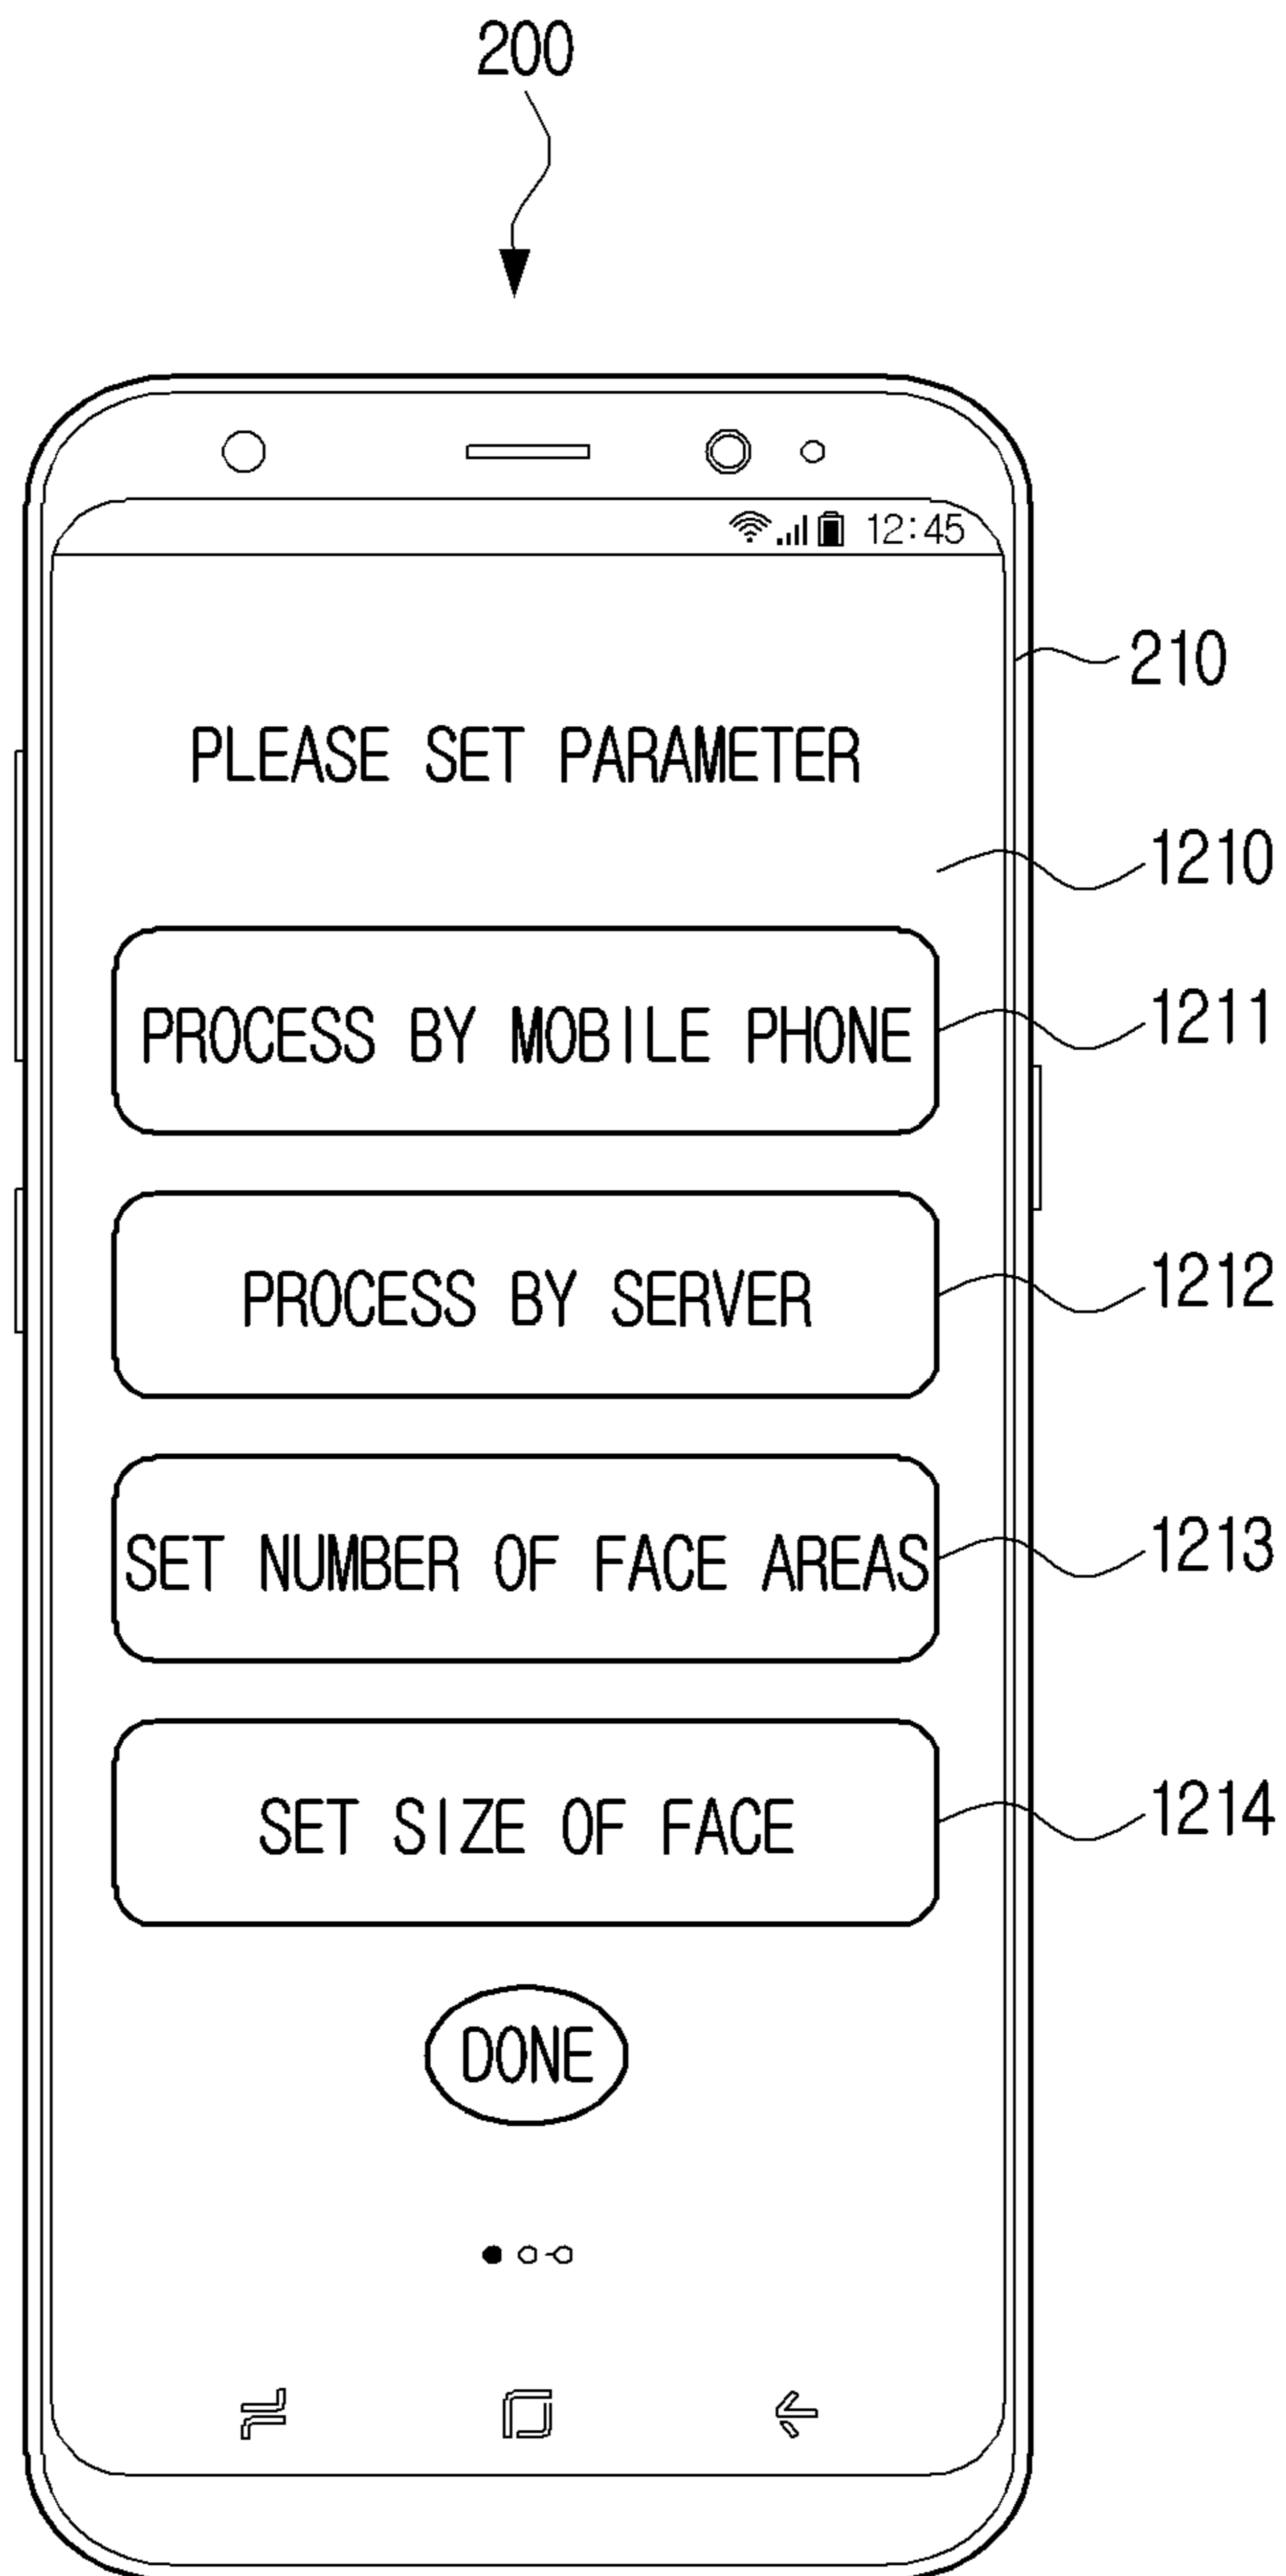 200
12:45
210
PLEASE SET PARAMETER
1210
PROCESS BY MOBILE PHONE
1211
PROCESS BY SERVER
1212
SET NUMBER OF FACE AREAS
1213
SET SIZE OF FACE
1214
DONE